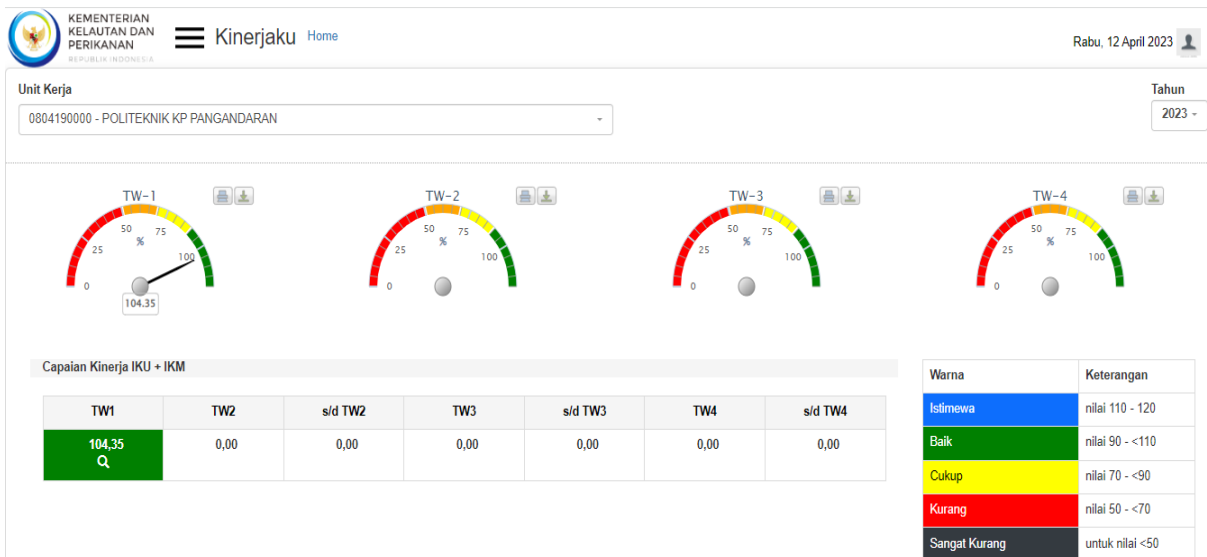 KEMENTERIAN
KELAUTAN DAN
PERIKANAN
REPUBLIK INDONESIA
Kinerjaku Home
Rabu, 12 April 2023
Unit Kerja
Tahun
0804190000 - POLITEKNIK KP PANGANDARAN
2023
TW-1
0 25 50 75 100
%
104.35
TW-2
0 25 50 75 100
%
TW-3
0 25 50 75 100
%
TW-4
0 25 50 75 100
%
Capaian Kinerja IKU + IKM
TW1 TW2 s/d TW2 TW3 s/d TW3 TW4 s/d TW4
104,35 0,00 0,00 0,00 0,00 0,00 0,00
Warna Keterangan
Istimewa nilai 110 - 120
Baik nilai 90 - <110
Cukup nilai 70 - <90
Kurang nilai 50 - <70
Sangat Kurang untuk nilai <50